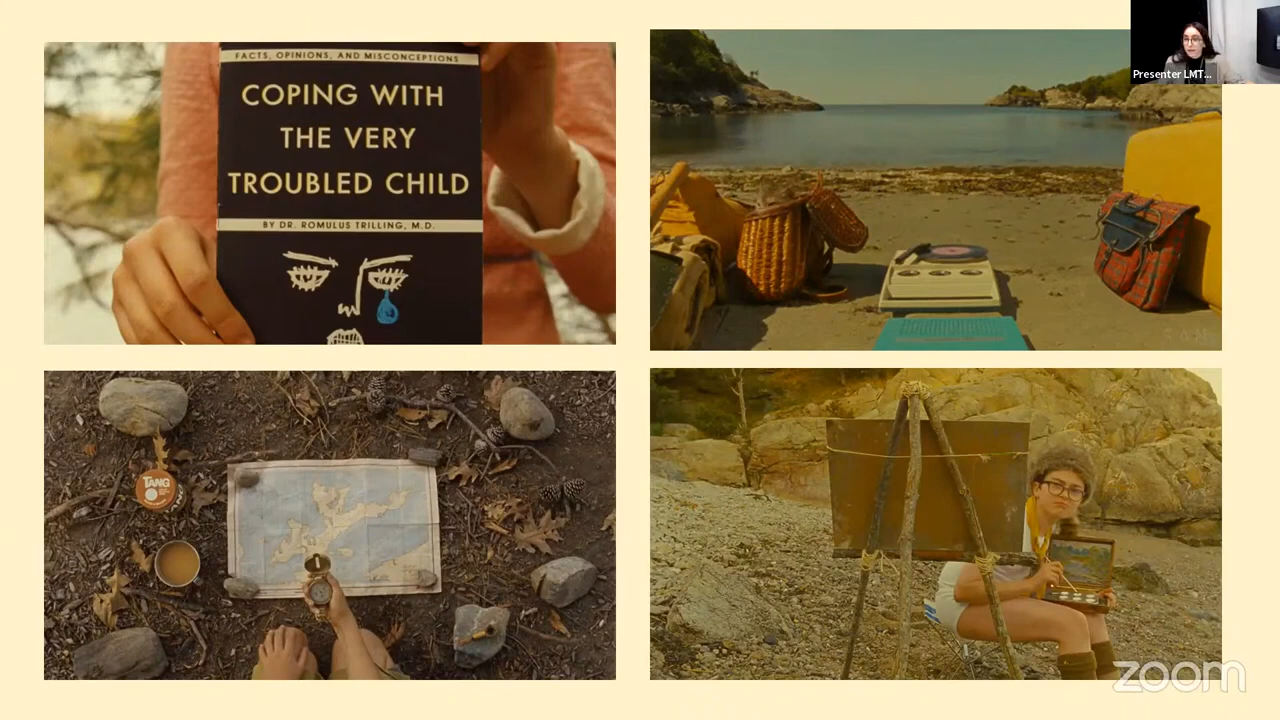 FACTS, OPINIONS, AND MISCONCEPTIONS
COPING WITH
THE VERY
TROUBLED CHILD
BY DR. ROMULUS TRILLING, M.D.
Presenter LMT...
TANG
zoom